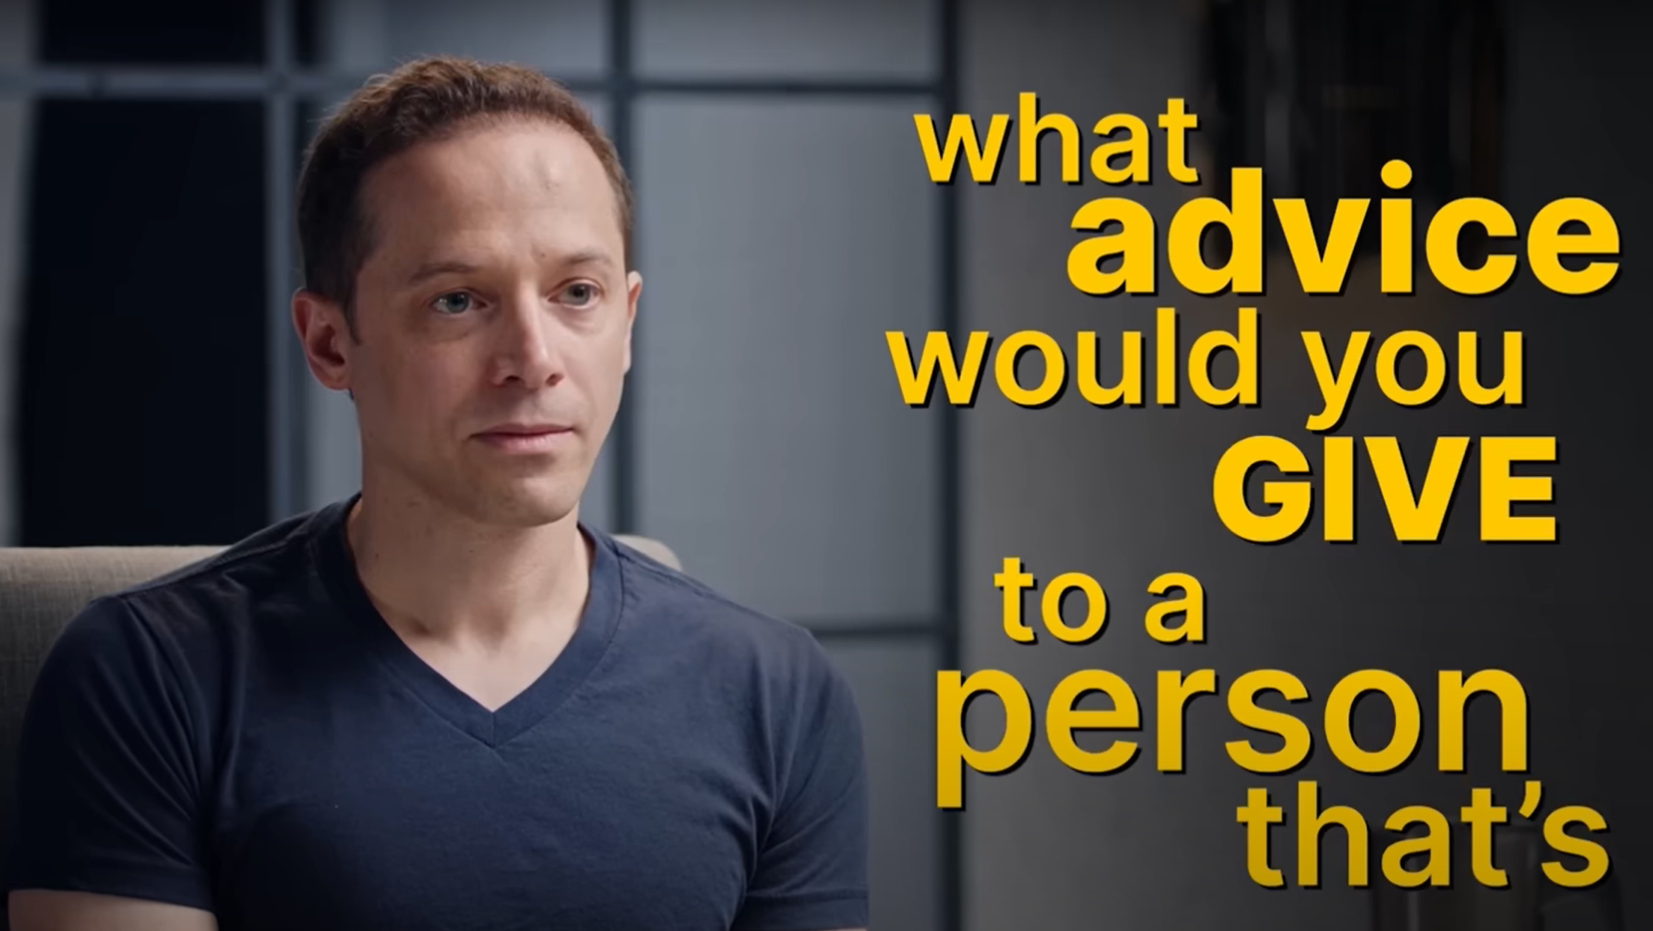 what
advice
would you
GIVE
to a
person
that's